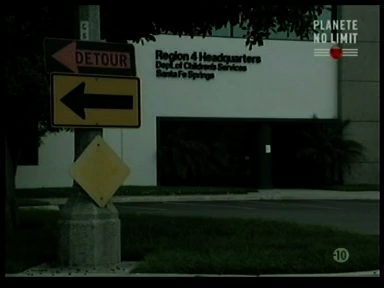 PLANETE
NO LIMIT
DETOUR
Region 4 Headquarters
Dept. of Children's Services
Santa Fe Springs
-10